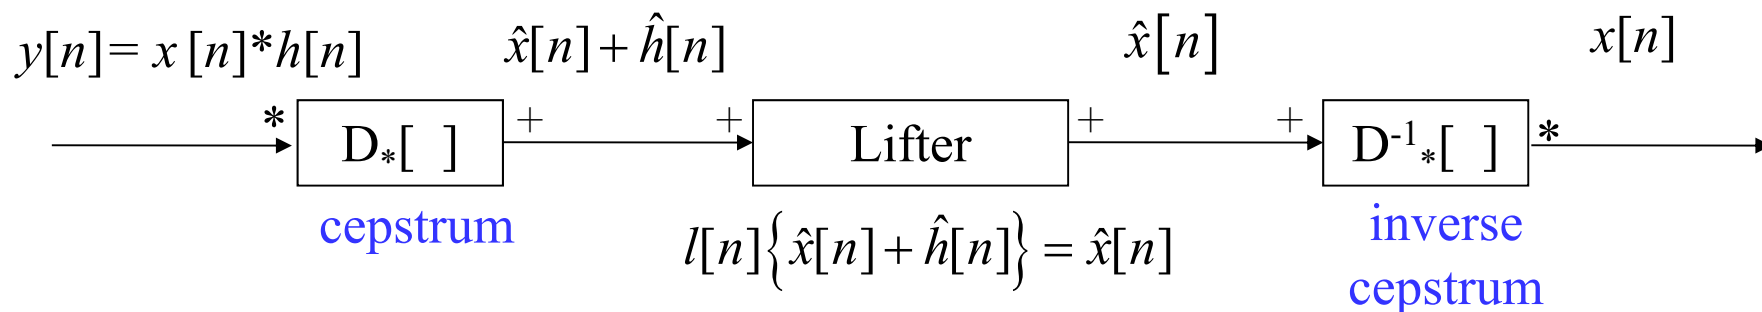 y[n]= x [n]*h[n]
x̂[n]+ĥ[n]
x̂[n]
x[n]
* D*[ ] +
+ Lifter +
+ D-1*[ ] *
cepstrum
l[n]{x̂[n]+ĥ[n]} = x̂[n]
inverse
cepstrum